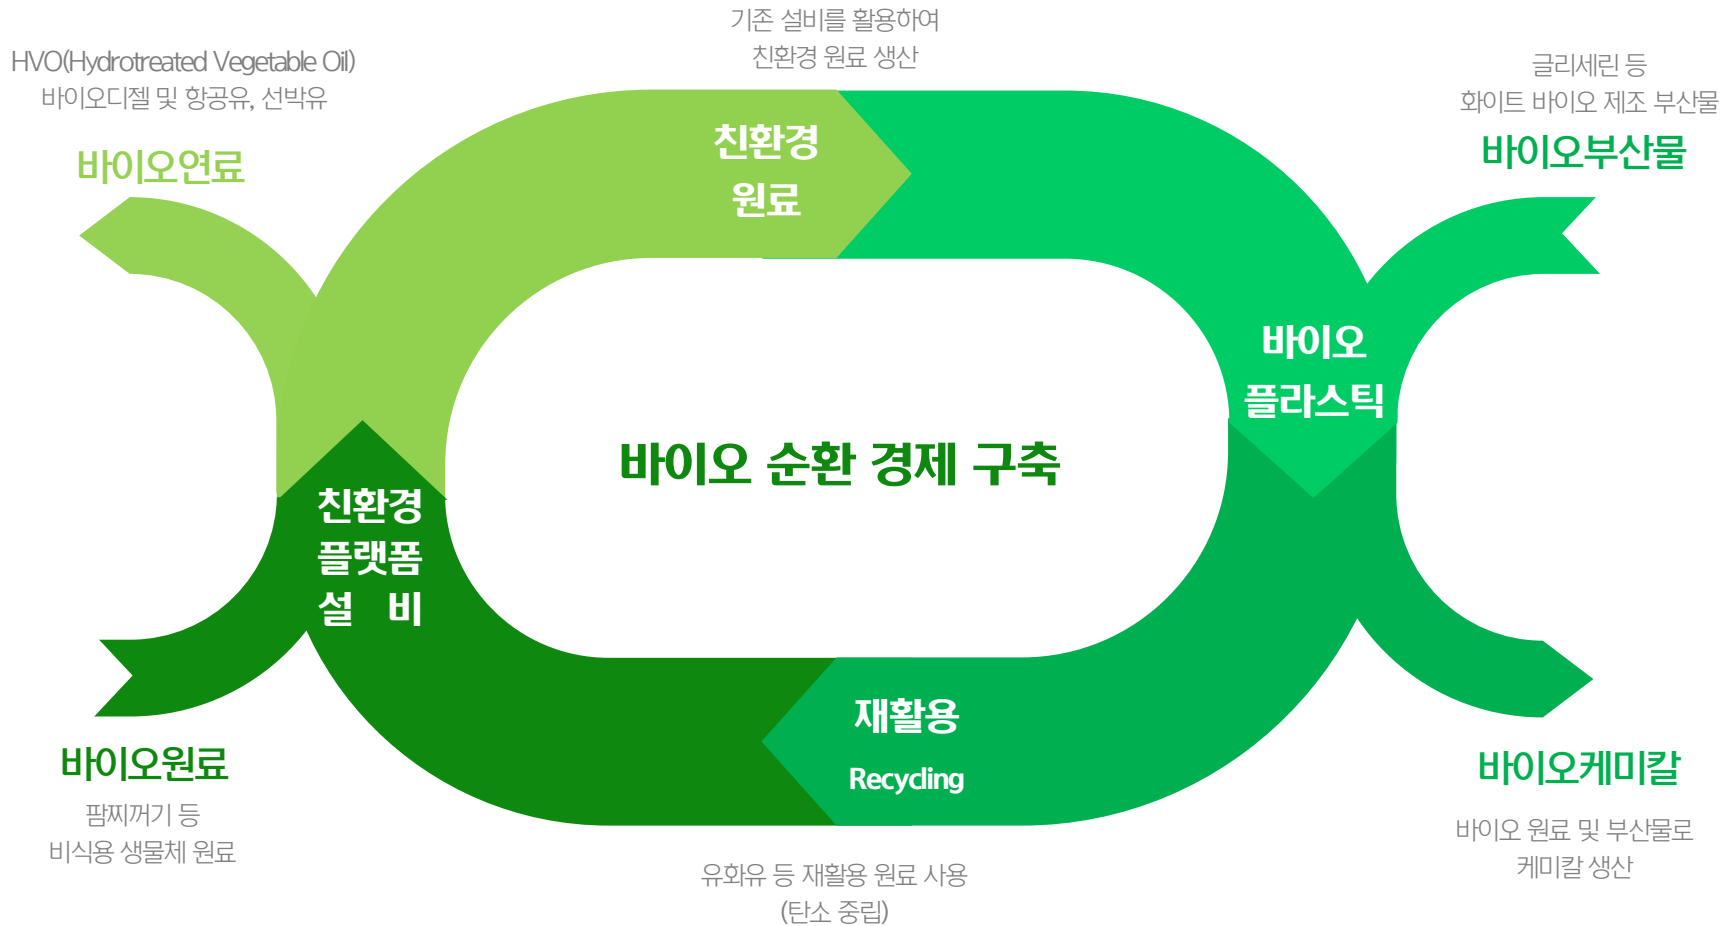 기존 설비를 활용하여
친환경 원료 생산
HVO(Hydrotreated Vegetable Oil)
바이오디젤 및 항공유, 선박유
바이오연료
글리세린 등
화이트 바이오 제조 부산물
바이오부산물
친환경
원료
바이오
플라스틱
바이오 순환 경제 구축
친환경
플랫폼
설 비
재활용
Recycling
바이오원료
팜찌꺼기 등
비식용 생물체 원료
바이오케미칼
바이오 원료 및 부산물로
케미칼 생산
유화유 등 재활용 원료 사용
(탄소 중립)